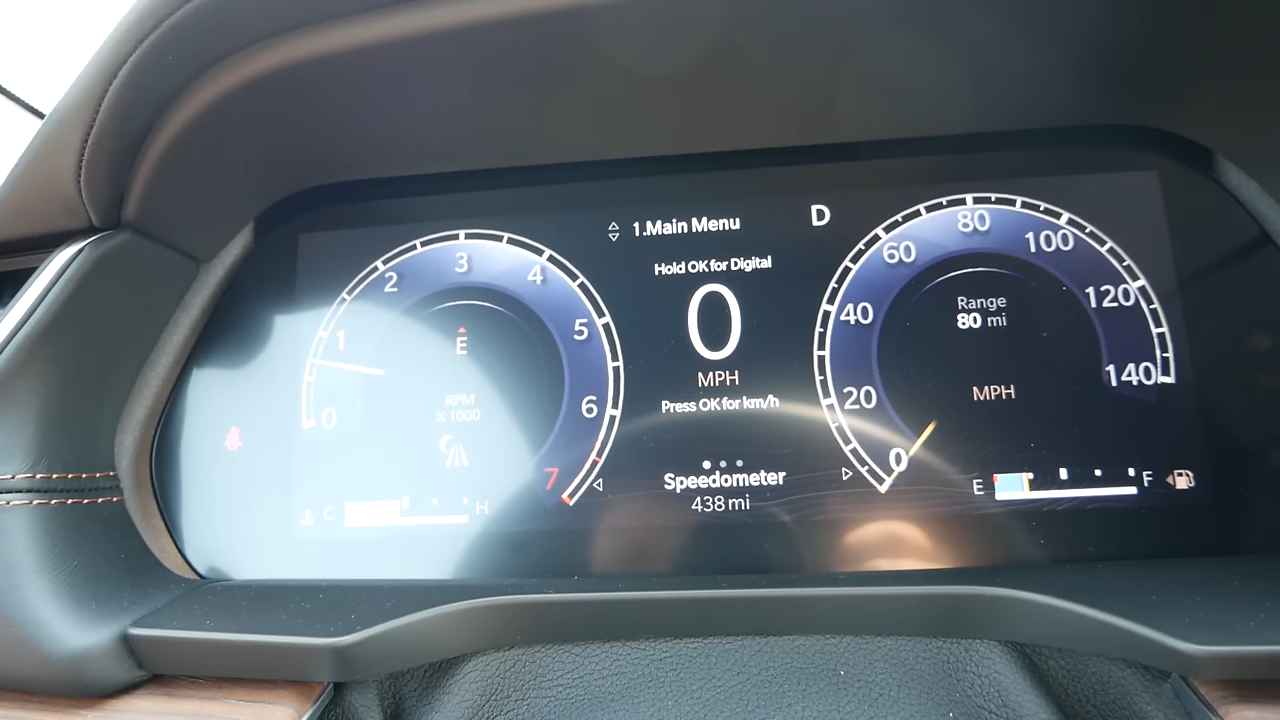 1.Main Menu
D
Hold OK for Digital
0
MPH
Press OK for km/h
Speedometer
438 mi
0
1
2
3
4
5
6
7
E
RPM
X 1000
C
H
0
20
40
60
80
100
120
140
Range
80 mi
MPH
E
F